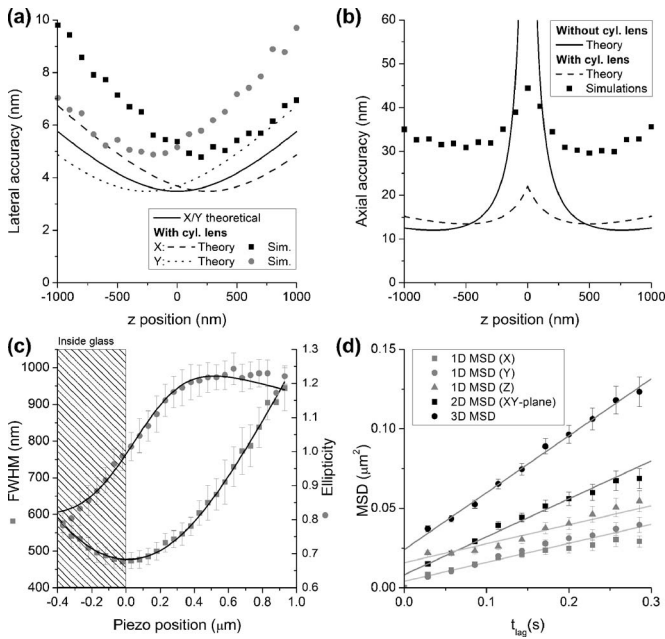 (a)
Lateral accuracy (nm)
10
8
6
4
2
0
X/Y theoretical
With cyl. lens
X: Theory Sim.
Y: Theory Sim.
-1000 -500 0 500 1000
z position (nm)
(b)
Axial accuracy (nm)
60
50
40
30
20
10
0
Without cyl. lens
Theory
With cyl. lens
Theory
Simulations
-1000 -500 0 500 1000
z position (nm)
(c)
Inside glass
FWHM (nm)
1000
900
800
700
600
500
400
1.3
1.2
1.1
1.0
0.9
0.8
0.7
0.6
Ellipticity
-0.4 -0.2 0.0 0.2 0.4 0.6 0.8 1.0
Piezo position (μm)
(d)
MSD (μm²)
0.15
0.10
0.05
0.00
1D MSD (X)
1D MSD (Y)
1D MSD (Z)
2D MSD (XY-plane)
3D MSD
0.0 0.1 0.2 0.3
tlag(s)